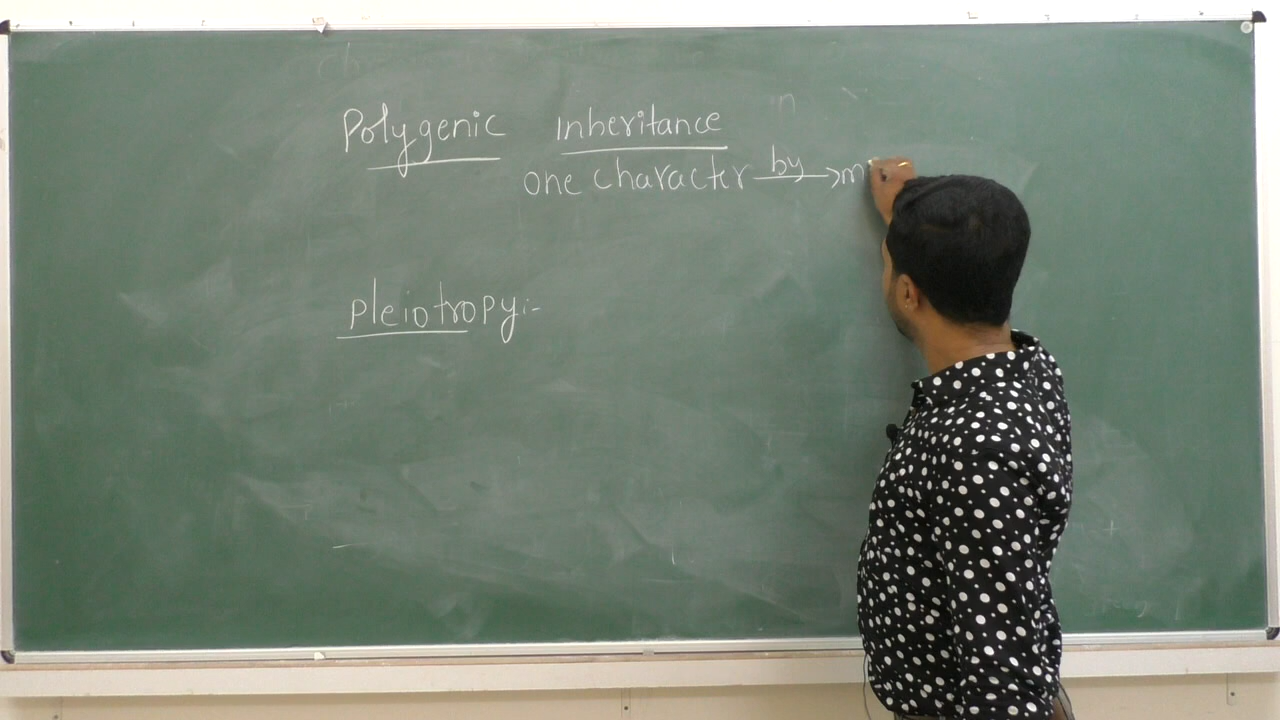 Polygenic Inheritance
one character by → m
Pleiotropy:-